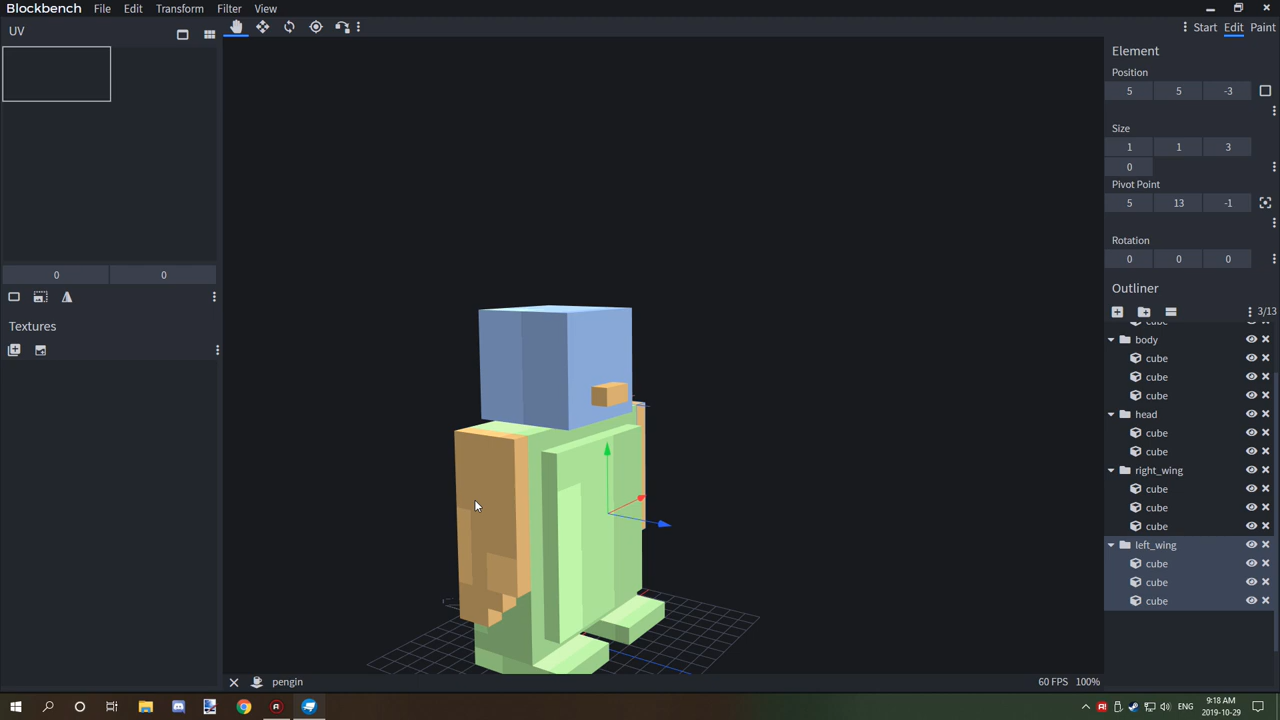 Blockbench File Edit Transform Filter View
UV
Start Edit Paint
Element
Position
5 5 -3
Size
1 1 3
0
Pivot Point
5 13 -1
Rotation
0 0 0
0 0
Outliner
3/13
Textures
cube
body
cube
cube
cube
head
cube
cube
right_wing
cube
cube
cube
left_wing
cube
cube
cube
pengin
60 FPS 100%
ENG
9:18 AM
2019-10-29